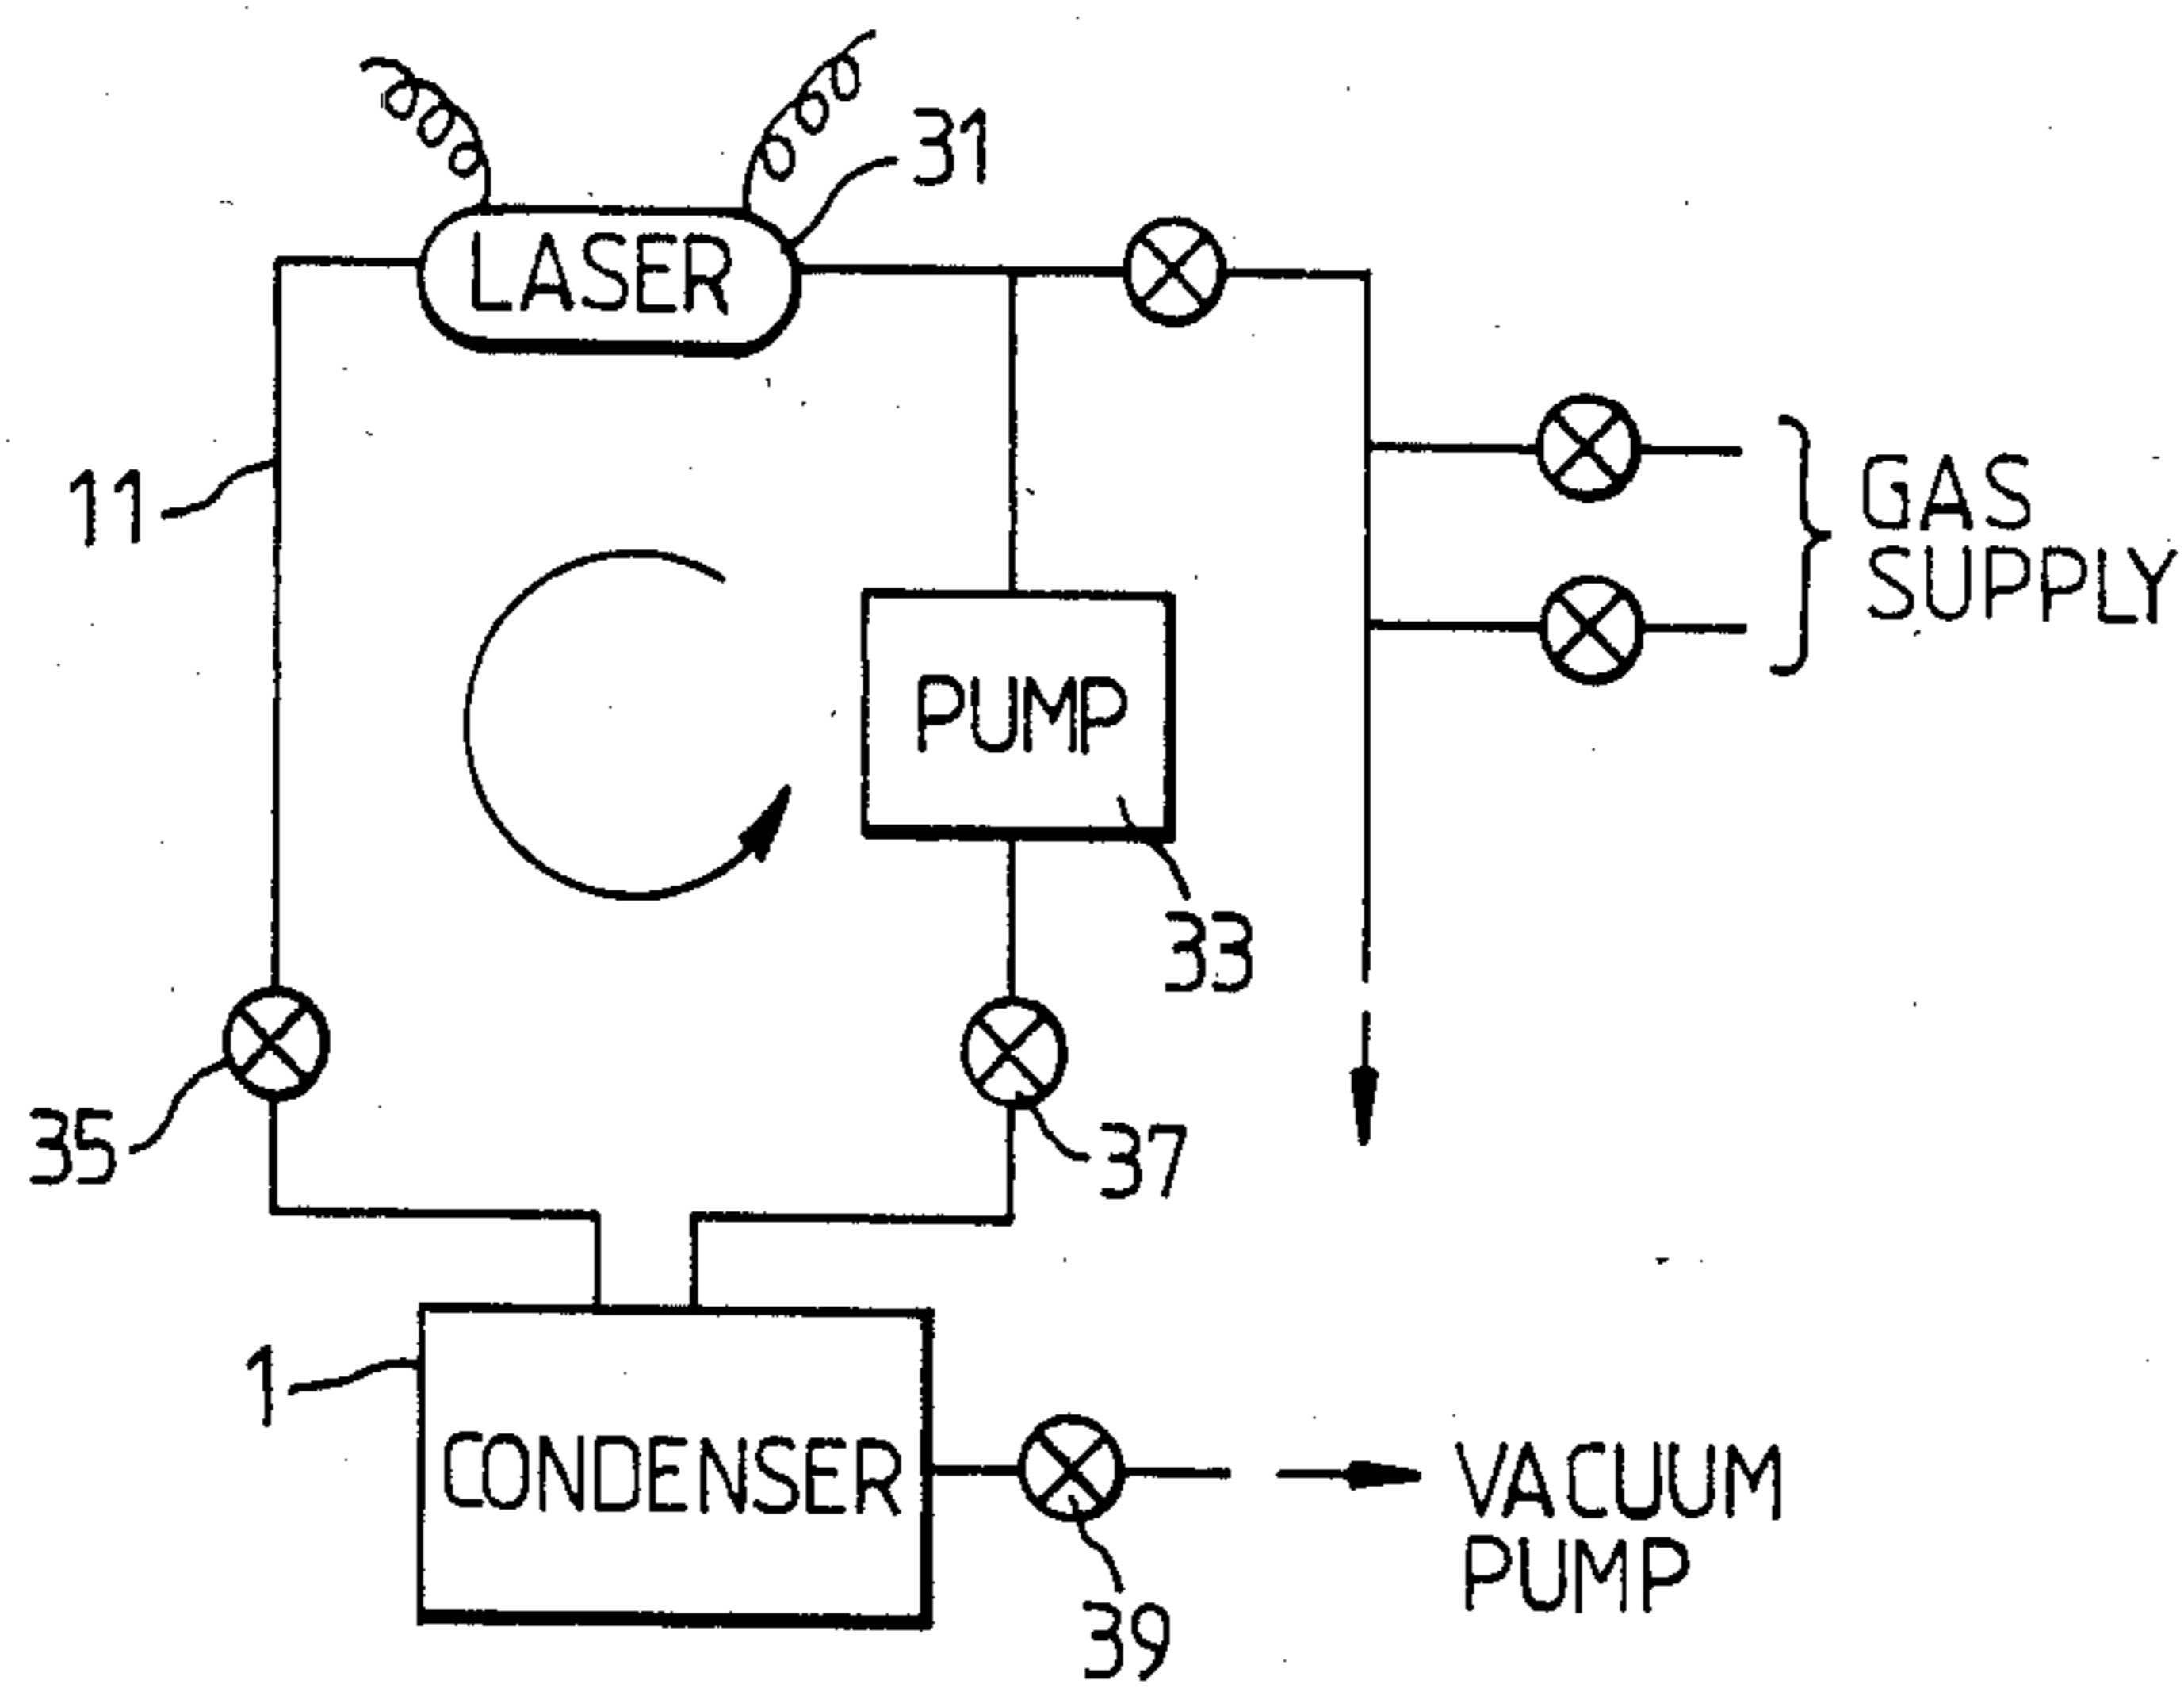 31
LASER
11
GAS
SUPPLY
PUMP
33
35
37
1
CONDENSER
VACUUM
PUMP
39